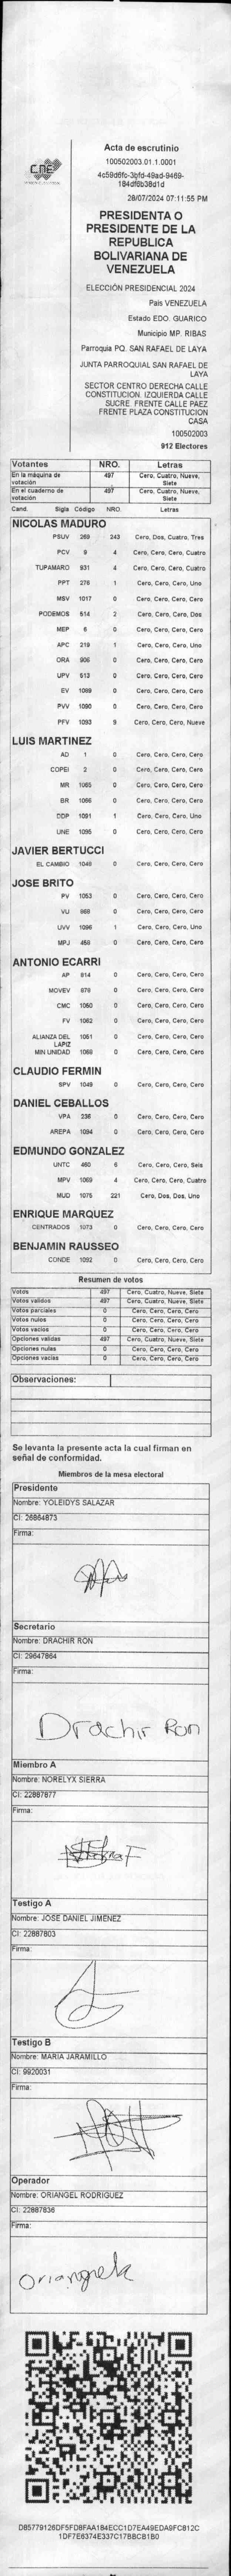 CNE
Acta de escrutinio
100502003.01.1.0001
4c59d6fc-3bfd-49ad-9469-
184df6b38d1d
28/07/2024 07:11:55 PM
PRESIDENTA O
PRESIDENTE DE LA
REPUBLICA
BOLIVARIANA DE
VENEZUELA
ELECCIÓN PRESIDENCIAL 2024
País VENEZUELA
Estado EDO. GUARICO
Municipio MP. RIBAS
Parroquia PQ. SAN RAFAEL DE LAYA
JUNTA PARROQUIAL SAN RAFAEL DE
LAYA
SECTOR CENTRO DERECHA CALLE
CONSTITUCION. IZQUIERDA CALLE
SUCRE. FRENTE CALLE PAEZ
FRENTE PLAZA CONSTITUCION
CASA
100502003
912 Electores
Votantes NRO. Letras
En la máquina de votación 497 Cero, Cuatro, Nueve, Siete
En el cuaderno de votación 497 Cero, Cuatro, Nueve, Siete
Cand. Sigla Código NRO. Letras
NICOLAS MADURO
PSUV 269 243 Cero, Dos, Cuatro, Tres
PCV 9 4 Cero, Cero, Cero, Cuatro
TUPAMARO 931 4 Cero, Cero, Cero, Cuatro
PPT 276 1 Cero, Cero, Cero, Uno
MSV 1017 0 Cero, Cero, Cero, Cero
PODEMOS 514 2 Cero, Cero, Cero, Dos
MEP 6 0 Cero, Cero, Cero, Cero
APC 219 1 Cero, Cero, Cero, Uno
ORA 906 0 Cero, Cero, Cero, Cero
UPV 513 0 Cero, Cero, Cero, Cero
EV 1089 0 Cero, Cero, Cero, Cero
PVV 1090 0 Cero, Cero, Cero, Cero
PFV 1093 9 Cero, Cero, Cero, Nueve
LUIS MARTINEZ
AD 1 0 Cero, Cero, Cero, Cero
COPEI 2 0 Cero, Cero, Cero, Cero
MR 1065 0 Cero, Cero, Cero, Cero
BR 1066 0 Cero, Cero, Cero, Cero
DDP 1091 1 Cero, Cero, Cero, Uno
UNE 1095 0 Cero, Cero, Cero, Cero
JAVIER BERTUCCI
EL CAMBIO 1048 0 Cero, Cero, Cero, Cero
JOSE BRITO
PV 1053 0 Cero, Cero, Cero, Cero
VU 868 0 Cero, Cero, Cero, Cero
UVV 1096 1 Cero, Cero, Cero, Uno
MPJ 458 0 Cero, Cero, Cero, Cero
ANTONIO ECARRI
AP 814 0 Cero, Cero, Cero, Cero
MOVEV 878 0 Cero, Cero, Cero, Cero
CMC 1050 0 Cero, Cero, Cero, Cero
FV 1062 0 Cero, Cero, Cero, Cero
ALIANZA DEL LAPIZ 1051 0 Cero, Cero, Cero, Cero
MIN UNIDAD 1068 0 Cero, Cero, Cero, Cero
CLAUDIO FERMIN
SPV 1049 0 Cero, Cero, Cero, Cero
DANIEL CEBALLOS
VPA 236 0 Cero, Cero, Cero, Cero
AREPA 1094 0 Cero, Cero, Cero, Cero
EDMUNDO GONZALEZ
UNTC 460 6 Cero, Cero, Cero, Seis
MPV 1069 4 Cero, Cero, Cero, Cuatro
MUD 1075 221 Cero, Dos, Dos, Uno
ENRIQUE MARQUEZ
CENTRADOS 1073 0 Cero, Cero, Cero, Cero
BENJAMIN RAUSSEO
CONDE 1092 0 Cero, Cero, Cero, Cero
Resumen de votos
Votos 497 Cero, Cuatro, Nueve, Siete
Votos validos 497 Cero, Cuatro, Nueve, Siete
Votos parciales 0 Cero, Cero, Cero, Cero
Votos nulos 0 Cero, Cero, Cero, Cero
Votos vacios 0 Cero, Cero, Cero, Cero
Opciones validas 497 Cero, Cuatro, Nueve, Siete
Opciones nulas 0 Cero, Cero, Cero, Cero
Opciones vacias 0 Cero, Cero, Cero, Cero
Observaciones:
Se levanta la presente acta la cual firman en
señal de conformidad.
Miembros de la mesa electoral
Presidente
Nombre: YOLEIDYS SALAZAR
CI: 26864873
Firma:
Secretario
Nombre: DRACHIR RON
CI: 29647864
Firma:
Drachir Ron
Miembro A
Nombre: NORELYX SIERRA
CI: 22887877
Firma:
Testigo A
Nombre: JOSE DANIEL JIMENEZ
CI: 22887803
Firma:
Testigo B
Nombre: MARIA JARAMILLO
CI: 9920031
Firma:
Operador
Nombre: ORIANGEL RODRIGUEZ
CI: 22887836
Firma:
D85779126DF5FD8FAA184ECC1D7EA49EDA9FC812C
1DF7E6374E337C17BBCB1B0